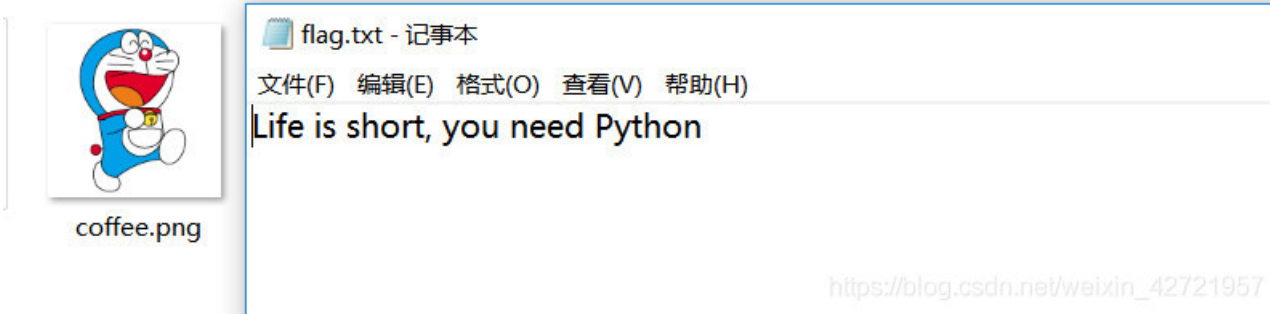 flag.txt - 记事本
文件(F) 编辑(E) 格式(O) 查看(V) 帮助(H)
Life is short, you need Python
coffee.png
https://blog.csdn.net/weixin_42721957